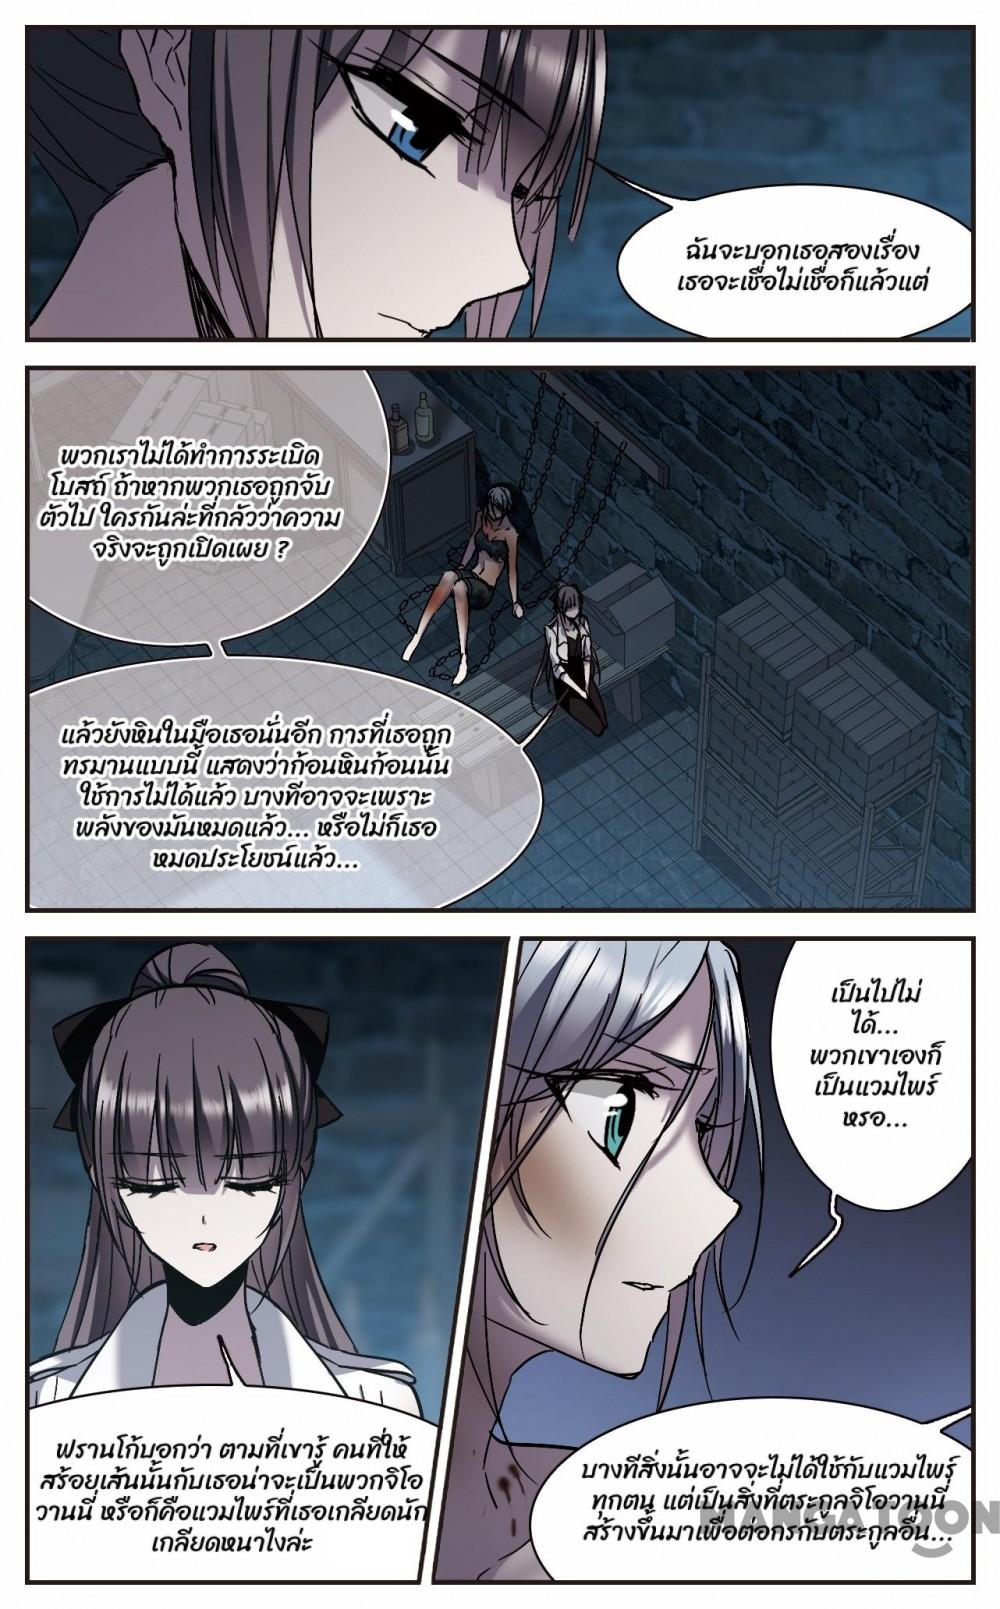 ฉันจะบอกเธอสองเรื่อง
เธอจะเชื่อไม่เชื่อก็แล้วแต่
พวกเราไม่ได้ทำการระเบิด
โบสถ์ ถ้าหากพวกเธอถูกจับ
ตัวไป ใครกันล่ะที่กลัวว่าความ
จริงจะถูกเปิดเผย ?
แล้วยังหินในมือเธอนั่นอีก การที่เธอถูก
ทรมานแบบนี้ แสดงว่าก้อนหินก้อนนั้น
ใช้การไม่ได้แล้ว บางทีอาจจะเพราะ
พลังของมันหมดแล้ว... หรือไม่ก็เธอ
หมดประโยชน์แล้ว...
เป็นไปไม่
ได้...
พวกเขาเองก็
เป็นแวมไพร์
หรอ...
ฟรานโก้บอกว่า ตามที่เขารู้ คนที่ให้
สร้อยเส้นนั้นกับเธอน่าจะเป็นพวกจิโอ
วานนี่ หรือก็คือแวมไพร์ที่เธอเกลียดนัก
เกลียดหนาไงล่ะ
บางทีสิ่งนั้นอาจจะไม่ได้ใช้กับแวมไพร์
ทุกตน แต่เป็นสิ่งที่ตระกูลจิโอวานนี่
สร้างขึ้นมาเพื่อต่อกรกับตระกูลอื่น...
MANGATOON